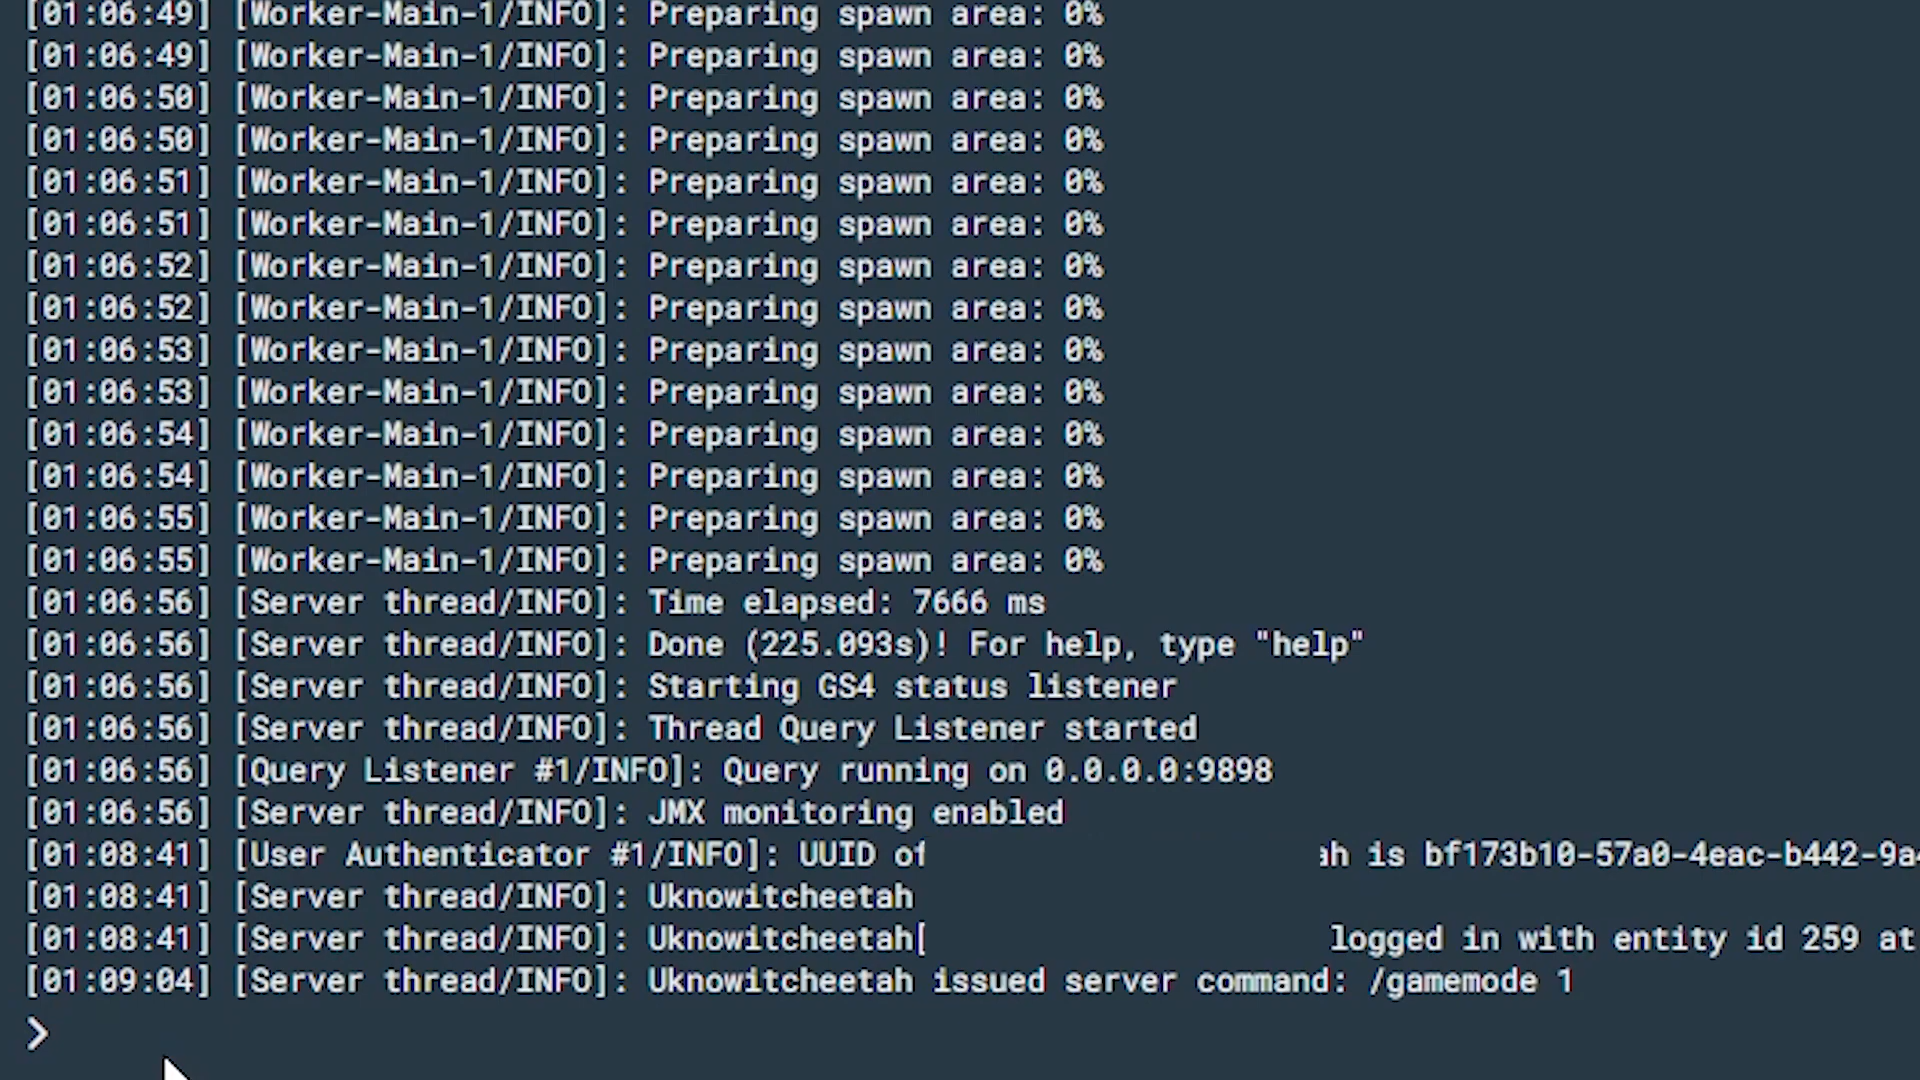 [01:06:49] [Worker-Main-1/INFO]: Preparing spawn area: 0%
[01:06:49] [Worker-Main-1/INFO]: Preparing spawn area: 0%
[01:06:50] [Worker-Main-1/INFO]: Preparing spawn area: 0%
[01:06:50] [Worker-Main-1/INFO]: Preparing spawn area: 0%
[01:06:51] [Worker-Main-1/INFO]: Preparing spawn area: 0%
[01:06:51] [Worker-Main-1/INFO]: Preparing spawn area: 0%
[01:06:52] [Worker-Main-1/INFO]: Preparing spawn area: 0%
[01:06:52] [Worker-Main-1/INFO]: Preparing spawn area: 0%
[01:06:53] [Worker-Main-1/INFO]: Preparing spawn area: 0%
[01:06:53] [Worker-Main-1/INFO]: Preparing spawn area: 0%
[01:06:54] [Worker-Main-1/INFO]: Preparing spawn area: 0%
[01:06:54] [Worker-Main-1/INFO]: Preparing spawn area: 0%
[01:06:55] [Worker-Main-1/INFO]: Preparing spawn area: 0%
[01:06:55] [Worker-Main-1/INFO]: Preparing spawn area: 0%
[01:06:56] [Server thread/INFO]: Time elapsed: 7666 ms
[01:06:56] [Server thread/INFO]: Done (225.093s)! For help, type "help"
[01:06:56] [Server thread/INFO]: Starting GS4 status listener
[01:06:56] [Server thread/INFO]: Thread Query Listener started
[01:06:56] [Query Listener #1/INFO]: Query running on 0.0.0.0:9898
[01:06:56] [Server thread/INFO]: JMX monitoring enabled
[01:08:41] [User Authenticator #1/INFO]: UUID of ah is bf173b10-57a0-4eac-b442-9a
[01:08:41] [Server thread/INFO]: Uknowitcheetah
[01:08:41] [Server thread/INFO]: Uknowitcheetah[ logged in with entity id 259 at
[01:09:04] [Server thread/INFO]: Uknowitcheetah issued server command: /gamemode 1
>